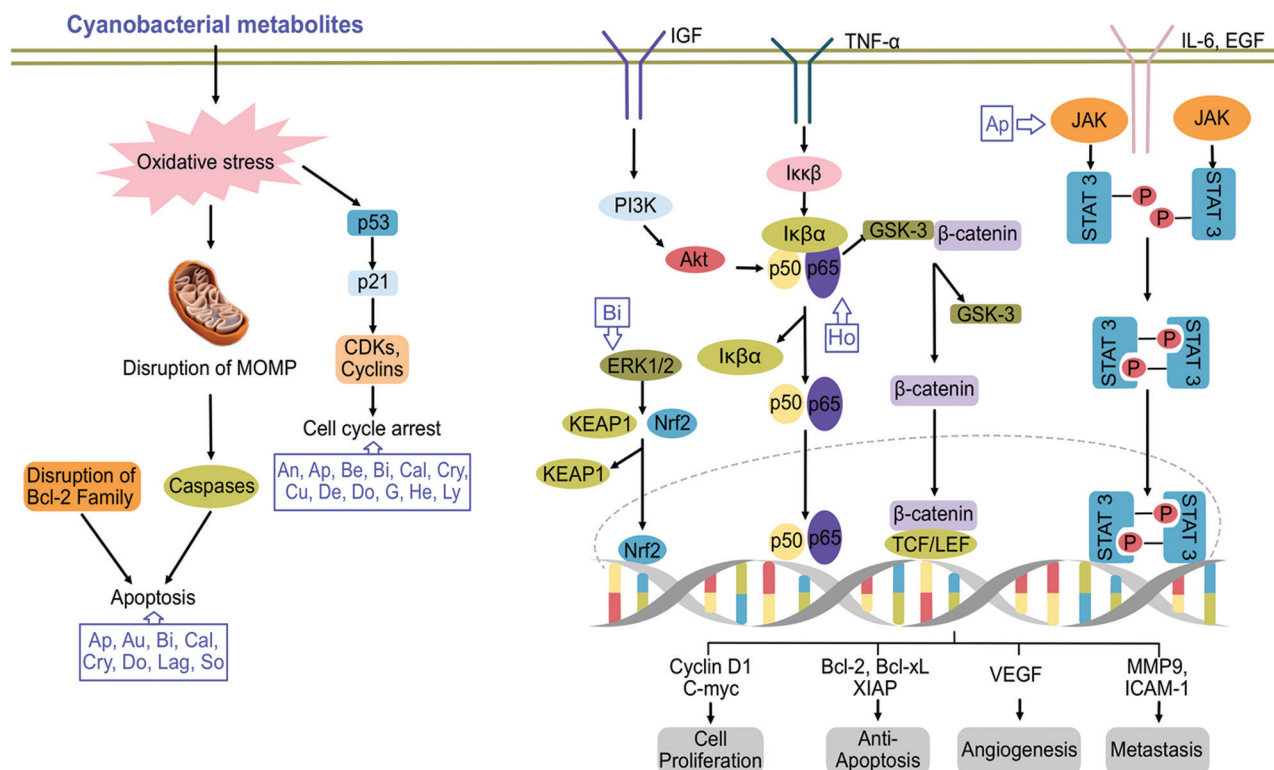 Cyanobacterial metabolites
IGF
TNF-α
IL-6, EGF
Oxidative stress
p53
p21
CDKs,
Cyclins
Cell cycle arrest
An, Ap, Be, Bi, Cal, Cry,
Cu, De, Do, G, He, Ly
Disruption of MOMP
Disruption of
Bcl-2 Family
Caspases
Apoptosis
Ap, Au, Bi, Cal,
Cry, Do, Lag, So
PI3K
Akt
Bi
ERK1/2
KEAP1
Nrf2
KEAP1
Nrf2
Iκκβ
Iκβα
p50
p65
Ho
Iκβα
p50
p65
p50
p65
GSK-3
β-catenin
GSK-3
β-catenin
β-catenin
TCF/LEF
Ap
JAK
JAK
STAT 3
P
P
STAT 3
STAT 3
P
P
STAT 3
STAT 3
P
P
STAT 3
Cyclin D1
C-myc
Cell
Proliferation
Bcl-2, Bcl-xL
XIAP
Anti-
Apoptosis
VEGF
Angiogenesis
MMP9,
ICAM-1
Metastasis